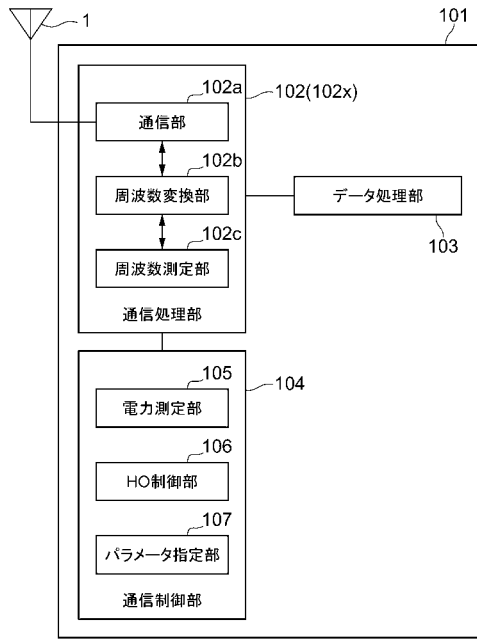 1
101
102a
102(102x)
通信部
102b
周波数変換部
データ処理部
102c
103
周波数測定部
通信処理部
105
104
電力測定部
106
HO制御部
107
パラメータ指定部
通信制御部